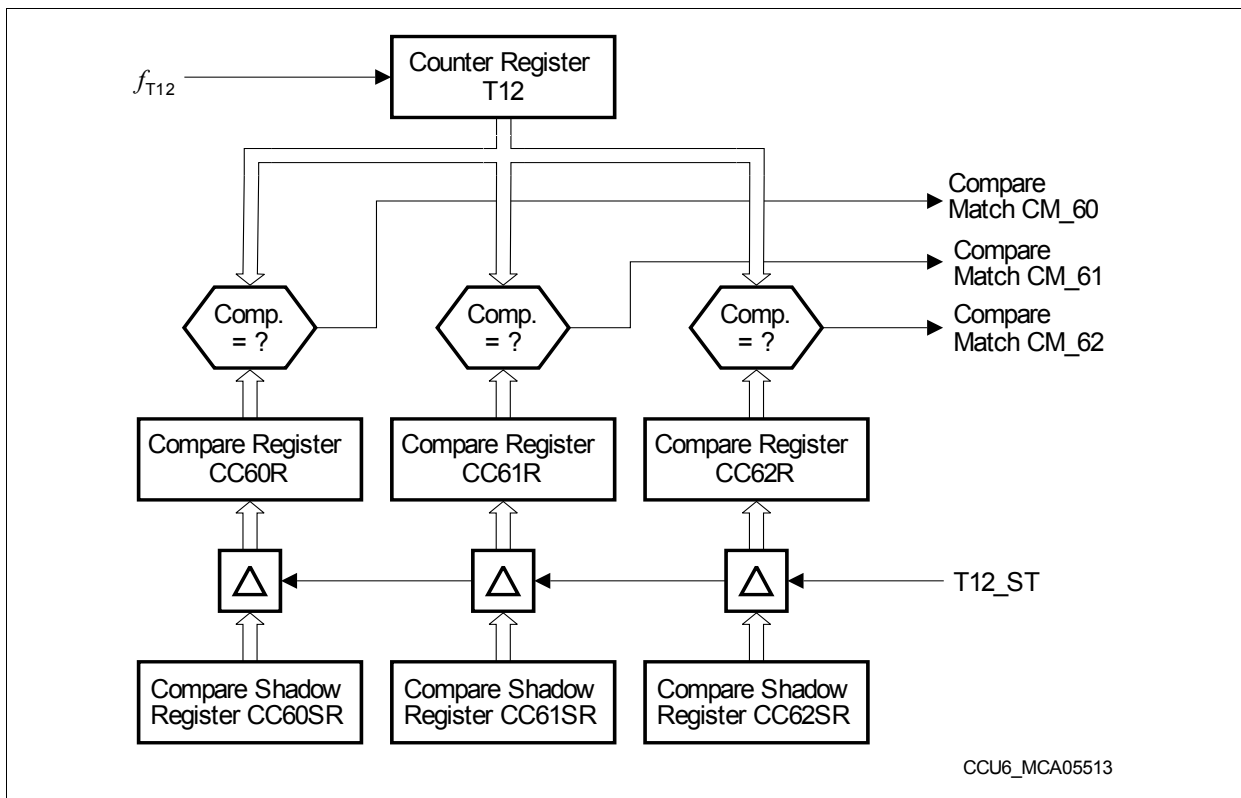 Counter Register
T12
fT12
Compare
Match CM_60
Compare
Match CM_61
Compare
Match CM_62
Comp.
= ?
Comp.
= ?
Comp.
= ?
Compare Register
CC60R
Compare Register
CC61R
Compare Register
CC62R
T12_ST
Compare Shadow
Register CC60SR
Compare Shadow
Register CC61SR
Compare Shadow
Register CC62SR
CCU6_MCA05513